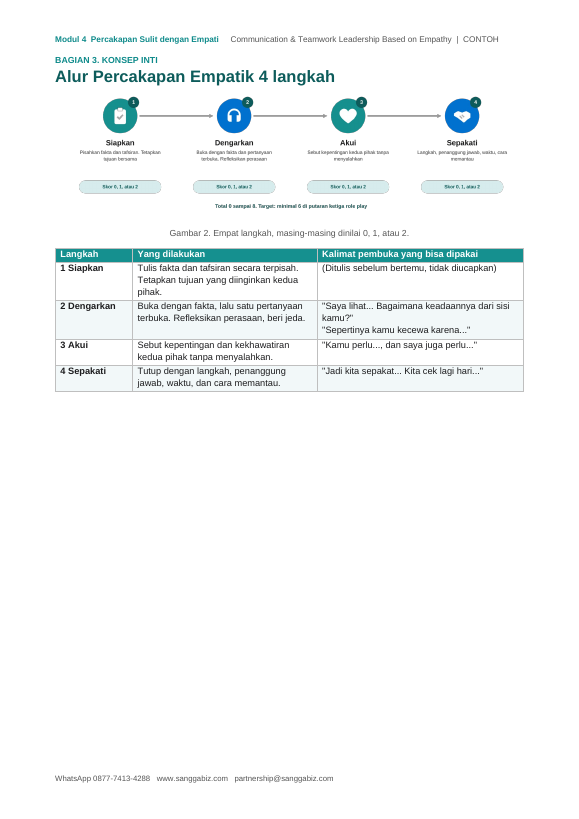 Modul 4 Percakapan Sulit dengan Empati Communication & Teamwork Leadership Based on Empathy | CONTOH
BAGIAN 3. KONSEP INTI
Alur Percakapan Empatik 4 langkah
1
2
3
4
Siapkan
Pisahkan fakta dan tafsiran. Tetapkan
tujuan bersama
Skor 0, 1, atau 2
Dengarkan
Buka dengan fakta dan pertanyaan
terbuka. Refleksikan perasaan
Skor 0, 1, atau 2
Akui
Sebut kepentingan kedua pihak tanpa
menyalahkan
Skor 0, 1, atau 2
Sepakati
Langkah, penanggung jawab, waktu, cara
memantau
Skor 0, 1, atau 2
Total 0 sampai 8. Target: minimal 6 di putaran ketiga role play
Gambar 2. Empat langkah, masing-masing dinilai 0, 1, atau 2.
Langkah Yang dilakukan Kalimat pembuka yang bisa dipakai
1 Siapkan Tulis fakta dan tafsiran secara terpisah. (Ditulis sebelum bertemu, tidak diucapkan)
Tetapkan tujuan yang diinginkan kedua
pihak.
2 Dengarkan Buka dengan fakta, lalu satu pertanyaan "Saya lihat... Bagaimana keadaannya dari sisi
terbuka. Refleksikan perasaan, beri jeda. kamu?"
"Sepertinya kamu kecewa karena..."
3 Akui Sebut kepentingan dan kekhawatiran "Kamu perlu..., dan saya juga perlu..."
kedua pihak tanpa menyalahkan.
4 Sepakati Tutup dengan langkah, penanggung "Jadi kita sepakat... Kita cek lagi hari..."
jawab, waktu, dan cara memantau.
WhatsApp 0877-7413-4288 www.sanggabiz.com partnership@sanggabiz.com